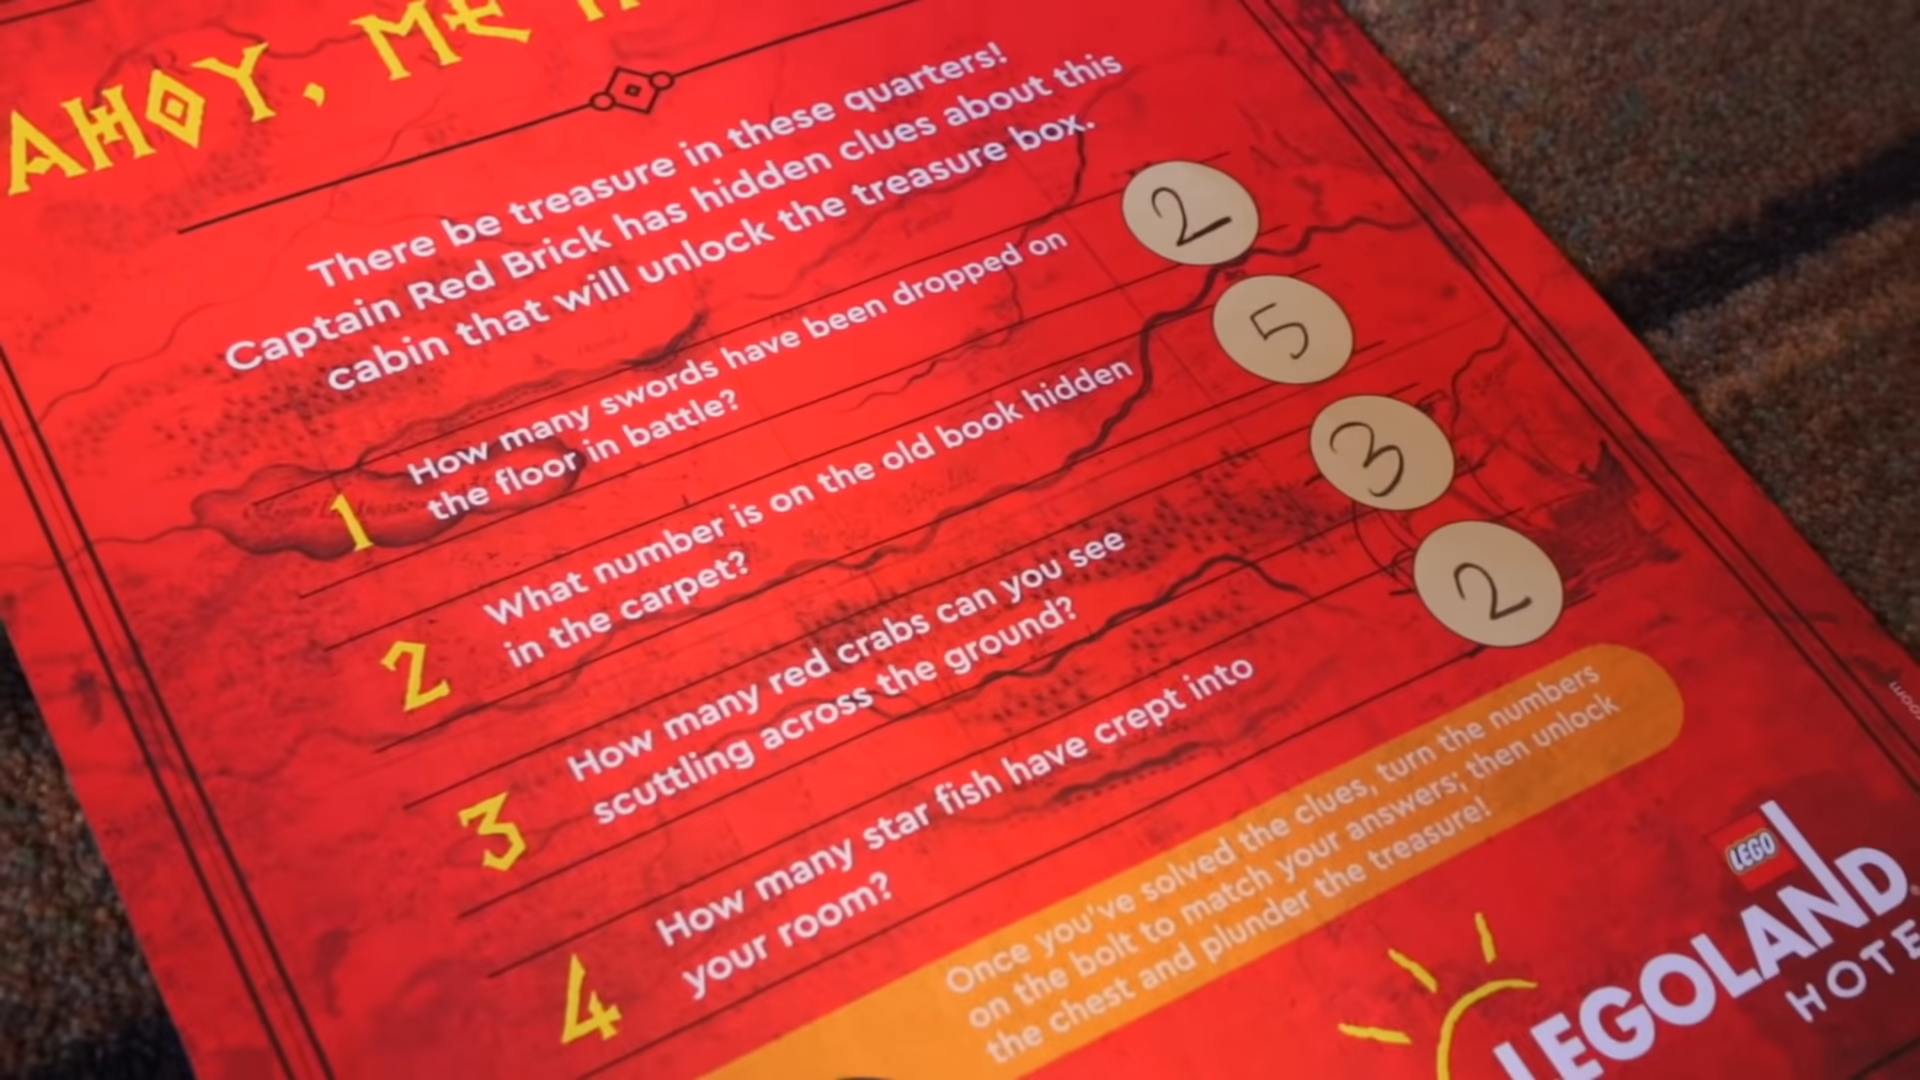 AHOY, ME
There be treasure in these quarters!
Captain Red Brick has hidden clues about this
cabin that will unlock the treasure box.
1
How many swords have been dropped on
the floor in battle?
2
2
What number is on the old book hidden
in the carpet?
5
3
How many red crabs can you see
scuttling across the ground?
3
4
How many star fish have crept into
your room?
2
Once you've solved the clues, turn the numbers
on the bolt to match your answers; then unlock
the chest and plunder the treasure!
LEGO
LEGOLAND
HOTE